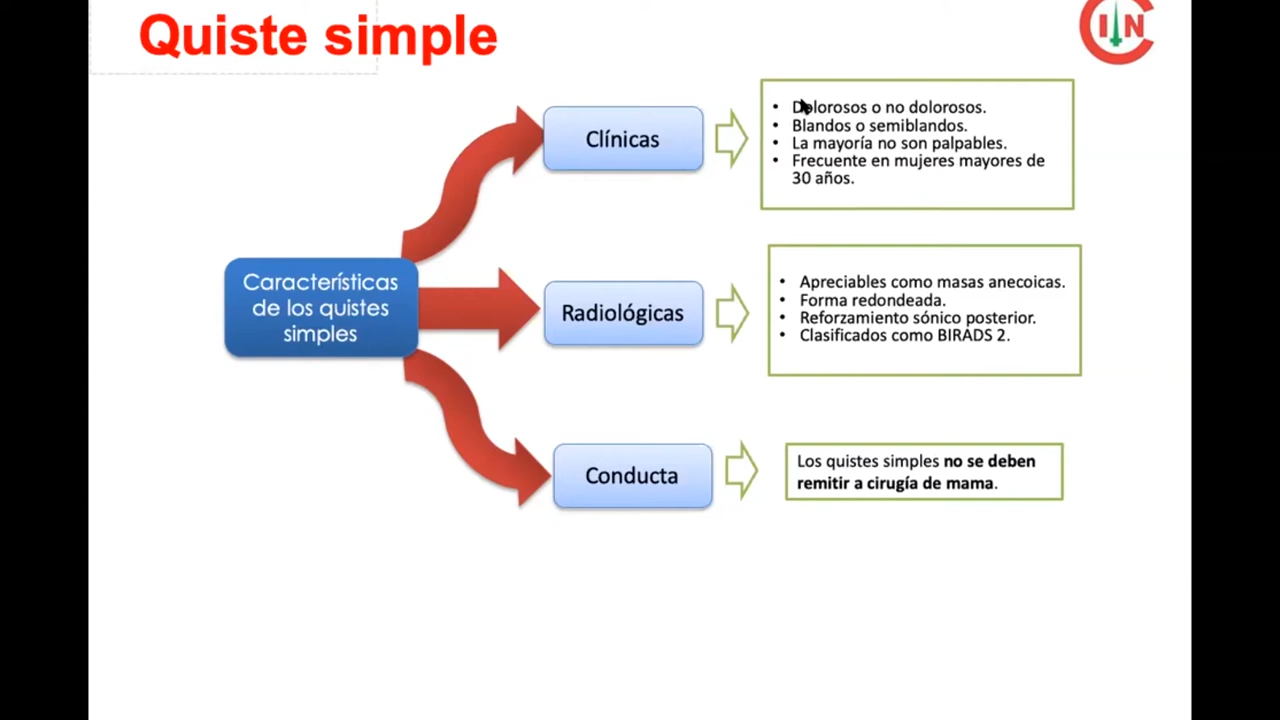 Quiste simple
CIN
Clínicas
• Dolorosos o no dolorosos.
• Blandos o semiblandos.
• La mayoría no son palpables.
• Frecuente en mujeres mayores de
30 años.
Características
de los quistes
simples
Radiológicas
• Apreciables como masas anecoicas.
• Forma redondeada.
• Reforzamiento sónico posterior.
• Clasificados como BIRADS 2.
Conducta
Los quistes simples no se deben
remitir a cirugía de mama.